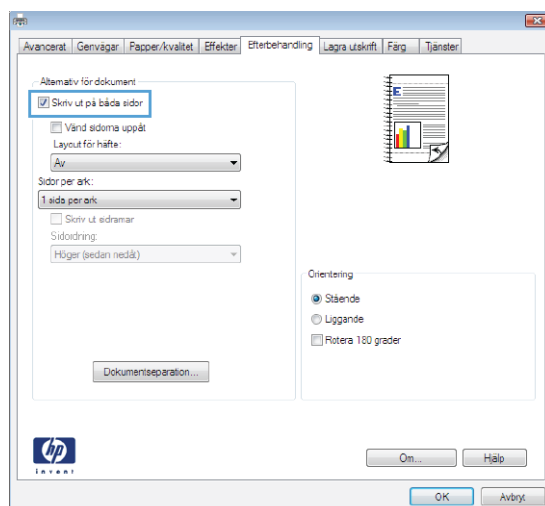 Avancerat Genvägar Papper/kvalitet Effekter Efterbehandling Lagra utskrift Färg Tjänster
Alternativ för dokument
Skriv ut på båda sidor
Vänd sidorna uppåt
Layout för häfte:
Av
Sidor per ark:
1 sida per ark
Skriv ut sidramar
Sidordning:
Höger (sedan nedåt)
Dokumentseparation...
E
Orientering
Stående
Liggande
Rotera 180 grader
hp
invent
Om... Hjälp
OK Avbryt